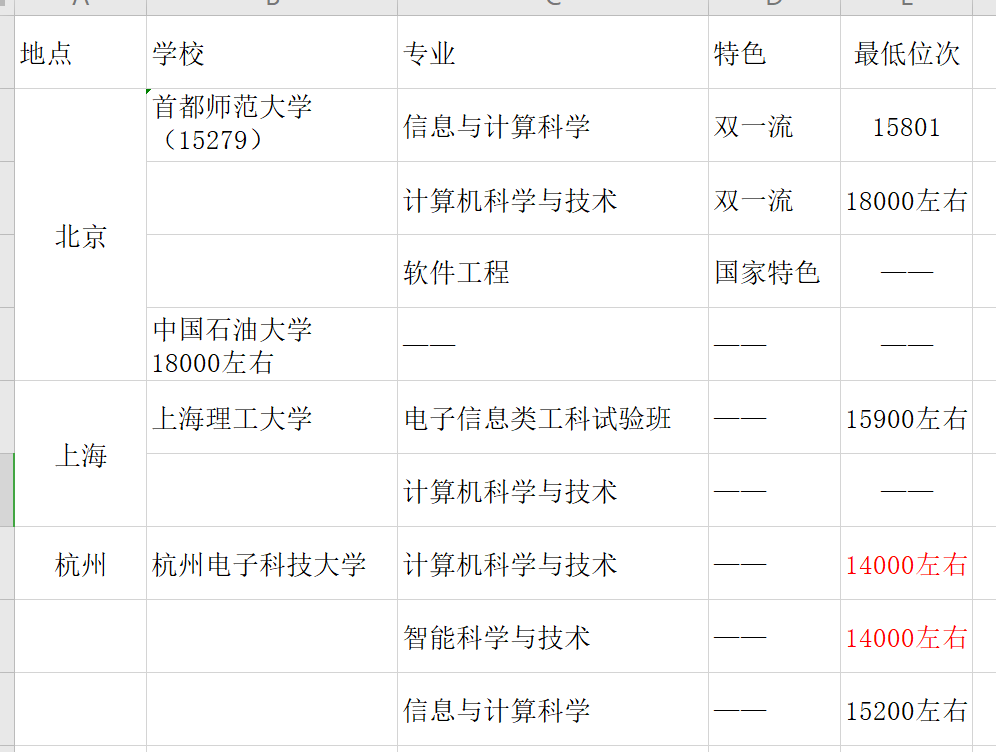 地点 学校 专业 特色 最低位次
首都师范大学
（15279） 信息与计算科学 双一流 15801
计算机科学与技术 双一流 18000左右
北京
软件工程 国家特色 ——
中国石油大学
18000左右 —— —— ——
上海理工大学 电子信息类工科试验班 —— 15900左右
上海
计算机科学与技术 —— ——
杭州 杭州电子科技大学 计算机科学与技术 —— 14000左右
智能科学与技术 —— 14000左右
信息与计算科学 —— 15200左右